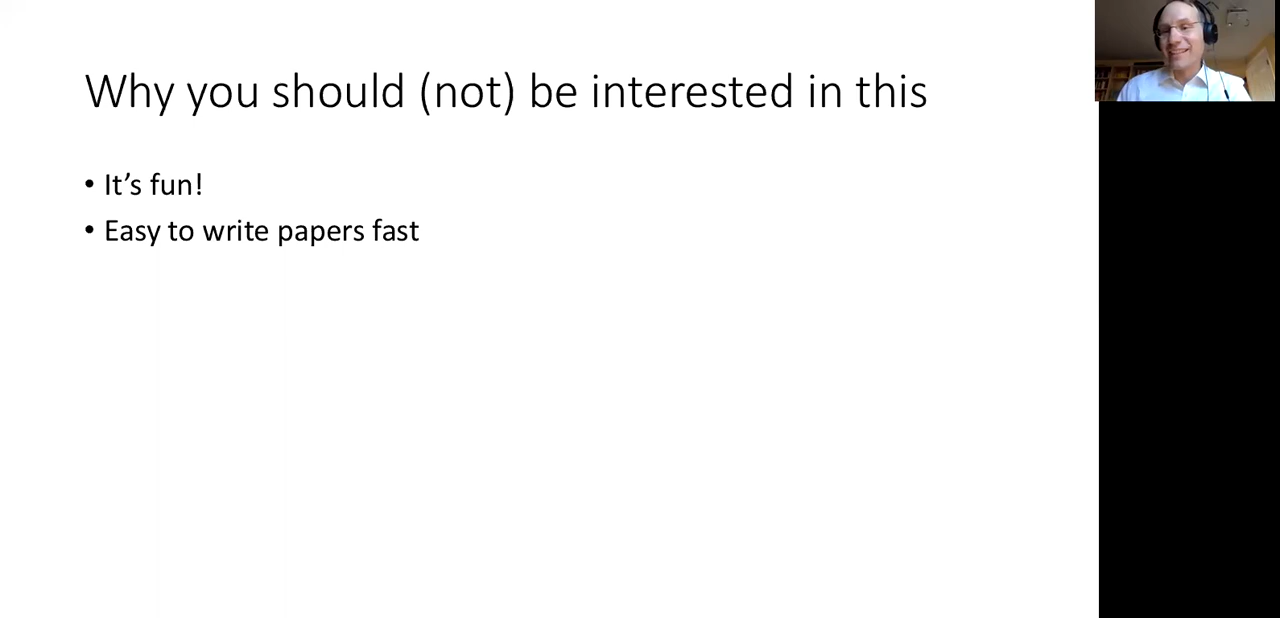 Why you should (not) be interested in this
• It's fun!
• Easy to write papers fast